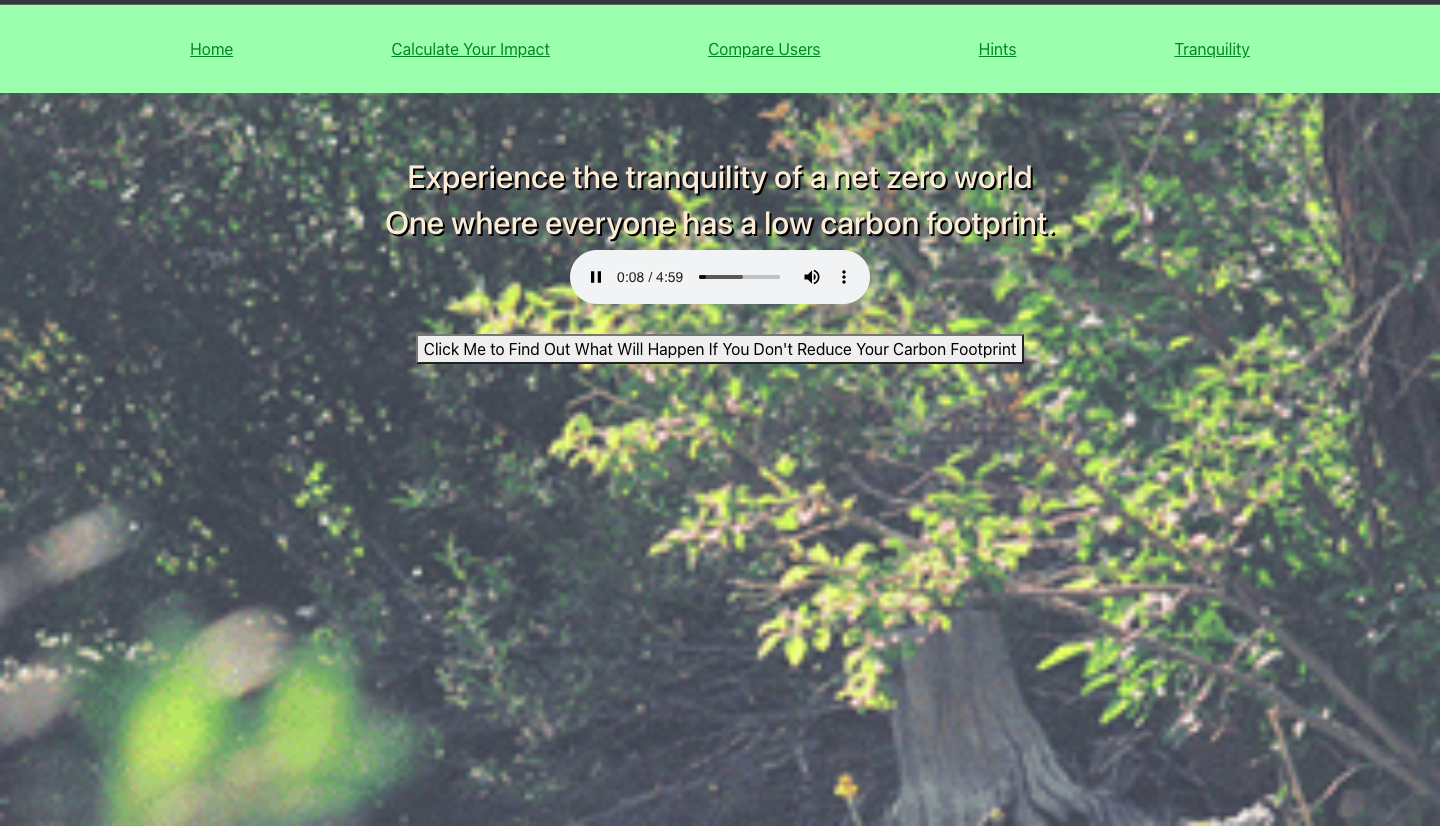 Home Calculate Your Impact Compare Users Hints Tranquility
Experience the tranquility of a net zero world
One where everyone has a low carbon footprint.
0:08 / 4:59
Click Me to Find Out What Will Happen If You Don't Reduce Your Carbon Footprint